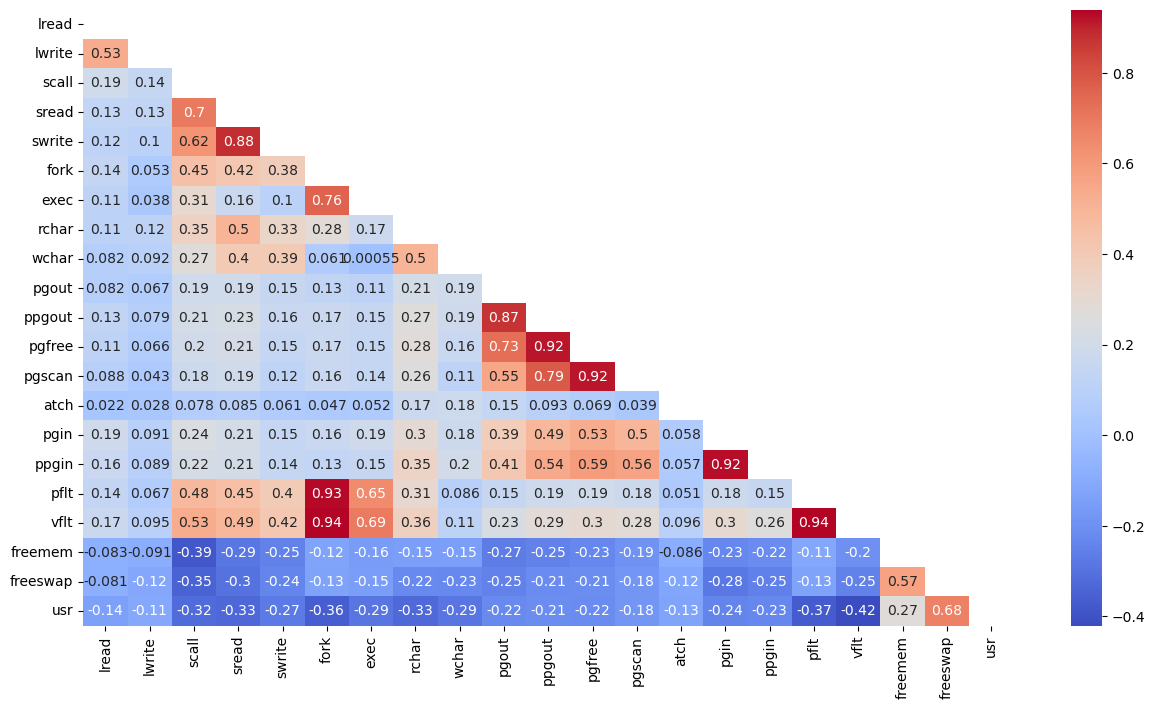 lread
lwrite 0.53
scall 0.19 0.14
sread 0.13 0.13 0.7
swrite 0.12 0.1 0.62 0.88
fork 0.14 0.053 0.45 0.42 0.38
exec 0.11 0.038 0.31 0.16 0.1 0.76
rchar 0.11 0.12 0.35 0.5 0.33 0.28 0.17
wchar 0.082 0.092 0.27 0.4 0.39 0.061 0.00055 0.5
pgout 0.082 0.067 0.19 0.19 0.15 0.13 0.11 0.21 0.19
ppgout 0.13 0.079 0.21 0.23 0.16 0.17 0.15 0.27 0.19 0.87
pgfree 0.11 0.066 0.2 0.21 0.15 0.17 0.15 0.28 0.16 0.73 0.92
pgscan 0.088 0.043 0.18 0.19 0.12 0.16 0.14 0.26 0.11 0.55 0.79 0.92
atch 0.022 0.028 0.078 0.085 0.061 0.047 0.052 0.17 0.18 0.15 0.093 0.069 0.039
pgin 0.19 0.091 0.24 0.21 0.15 0.16 0.19 0.3 0.18 0.39 0.49 0.53 0.5 0.058
ppgin 0.16 0.089 0.22 0.21 0.14 0.13 0.15 0.35 0.2 0.41 0.54 0.59 0.56 0.057 0.92
pflt 0.14 0.067 0.48 0.45 0.4 0.93 0.65 0.31 0.086 0.15 0.19 0.19 0.18 0.051 0.18 0.15
vflt 0.17 0.095 0.53 0.49 0.42 0.94 0.69 0.36 0.11 0.23 0.29 0.3 0.28 0.096 0.3 0.26 0.94
freemem -0.083 -0.091 -0.39 -0.29 -0.25 -0.12 -0.16 -0.15 -0.15 -0.27 -0.25 -0.23 -0.19 -0.086 -0.23 -0.22 -0.11 -0.2
freeswap -0.081 -0.12 -0.35 -0.3 -0.24 -0.13 -0.15 -0.22 -0.23 -0.25 -0.21 -0.21 -0.18 -0.12 -0.28 -0.25 -0.13 -0.25 0.57
usr -0.14 -0.11 -0.32 -0.33 -0.27 -0.36 -0.29 -0.33 -0.29 -0.22 -0.21 -0.22 -0.18 -0.13 -0.24 -0.23 -0.37 -0.42 0.27 0.68
lread lwrite scall sread swrite fork exec rchar wchar pgout ppgout pgfree pgscan atch pgin ppgin pflt vflt freemem freeswap usr
0.8
0.6
0.4
0.2
0.0
−0.2
−0.4